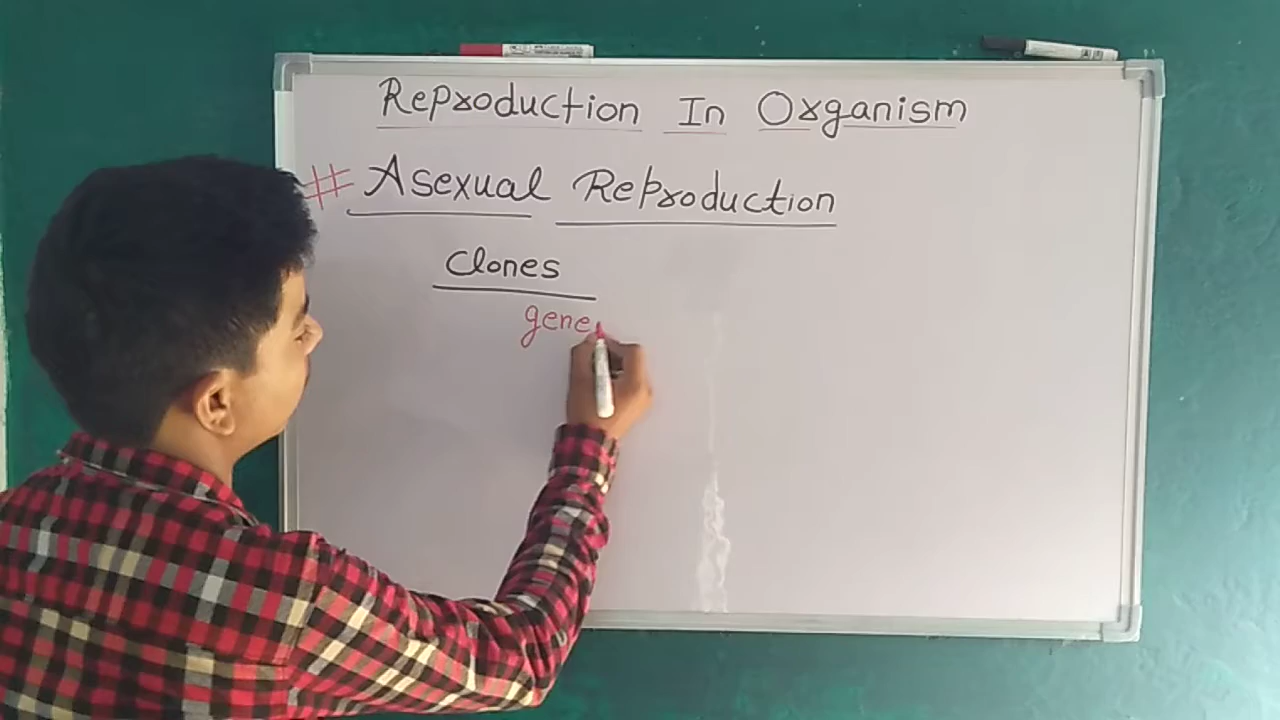 Reproduction In Organism
# Asexual Reproduction
Clones
gene